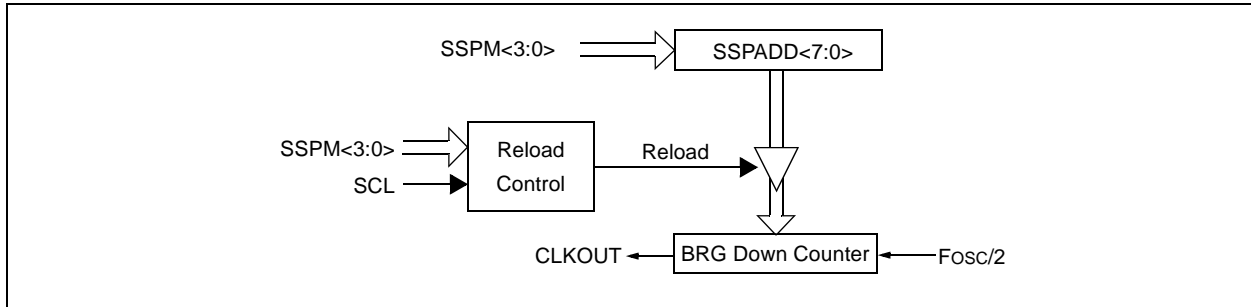 SSPM<3:0>
SSPADD<7:0>
SSPM<3:0>
SCL
Reload
Control
Reload
CLKOUT
BRG Down Counter
FOSC/2